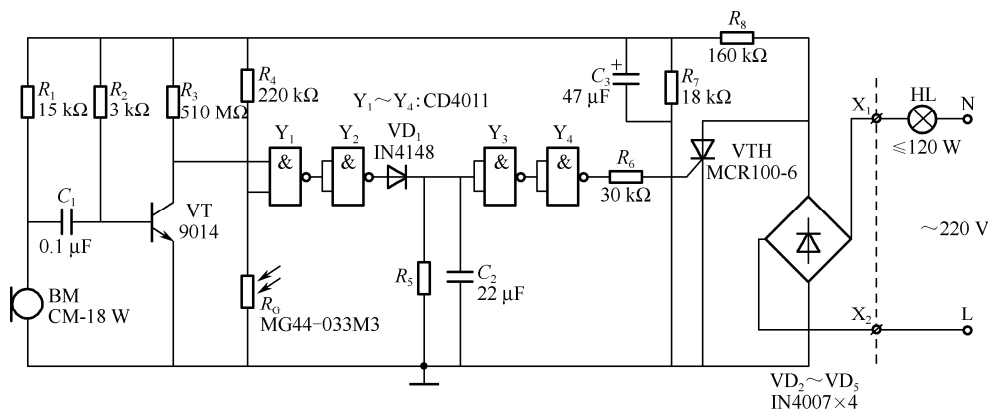 R₈
160 kΩ
R₁
15 kΩ
R₂
3 kΩ
R₃
510 MΩ
R₄
220 kΩ
Y₁～Y₄:CD4011
C₃
+
47 μF
R₇
18 kΩ
X₁
HL
N
≤120 W
Y₁
&
Y₂
&
VD₁
IN4148
Y₃
&
Y₄
&
R₆
30 kΩ
VTH
MCR100-6
C₁
0.1 μF
VT
9014
～220 V
BM
CM-18 W
R_G
MG44-033M3
R₅
C₂
22 μF
X₂
L
VD₂～VD₅
IN4007×4